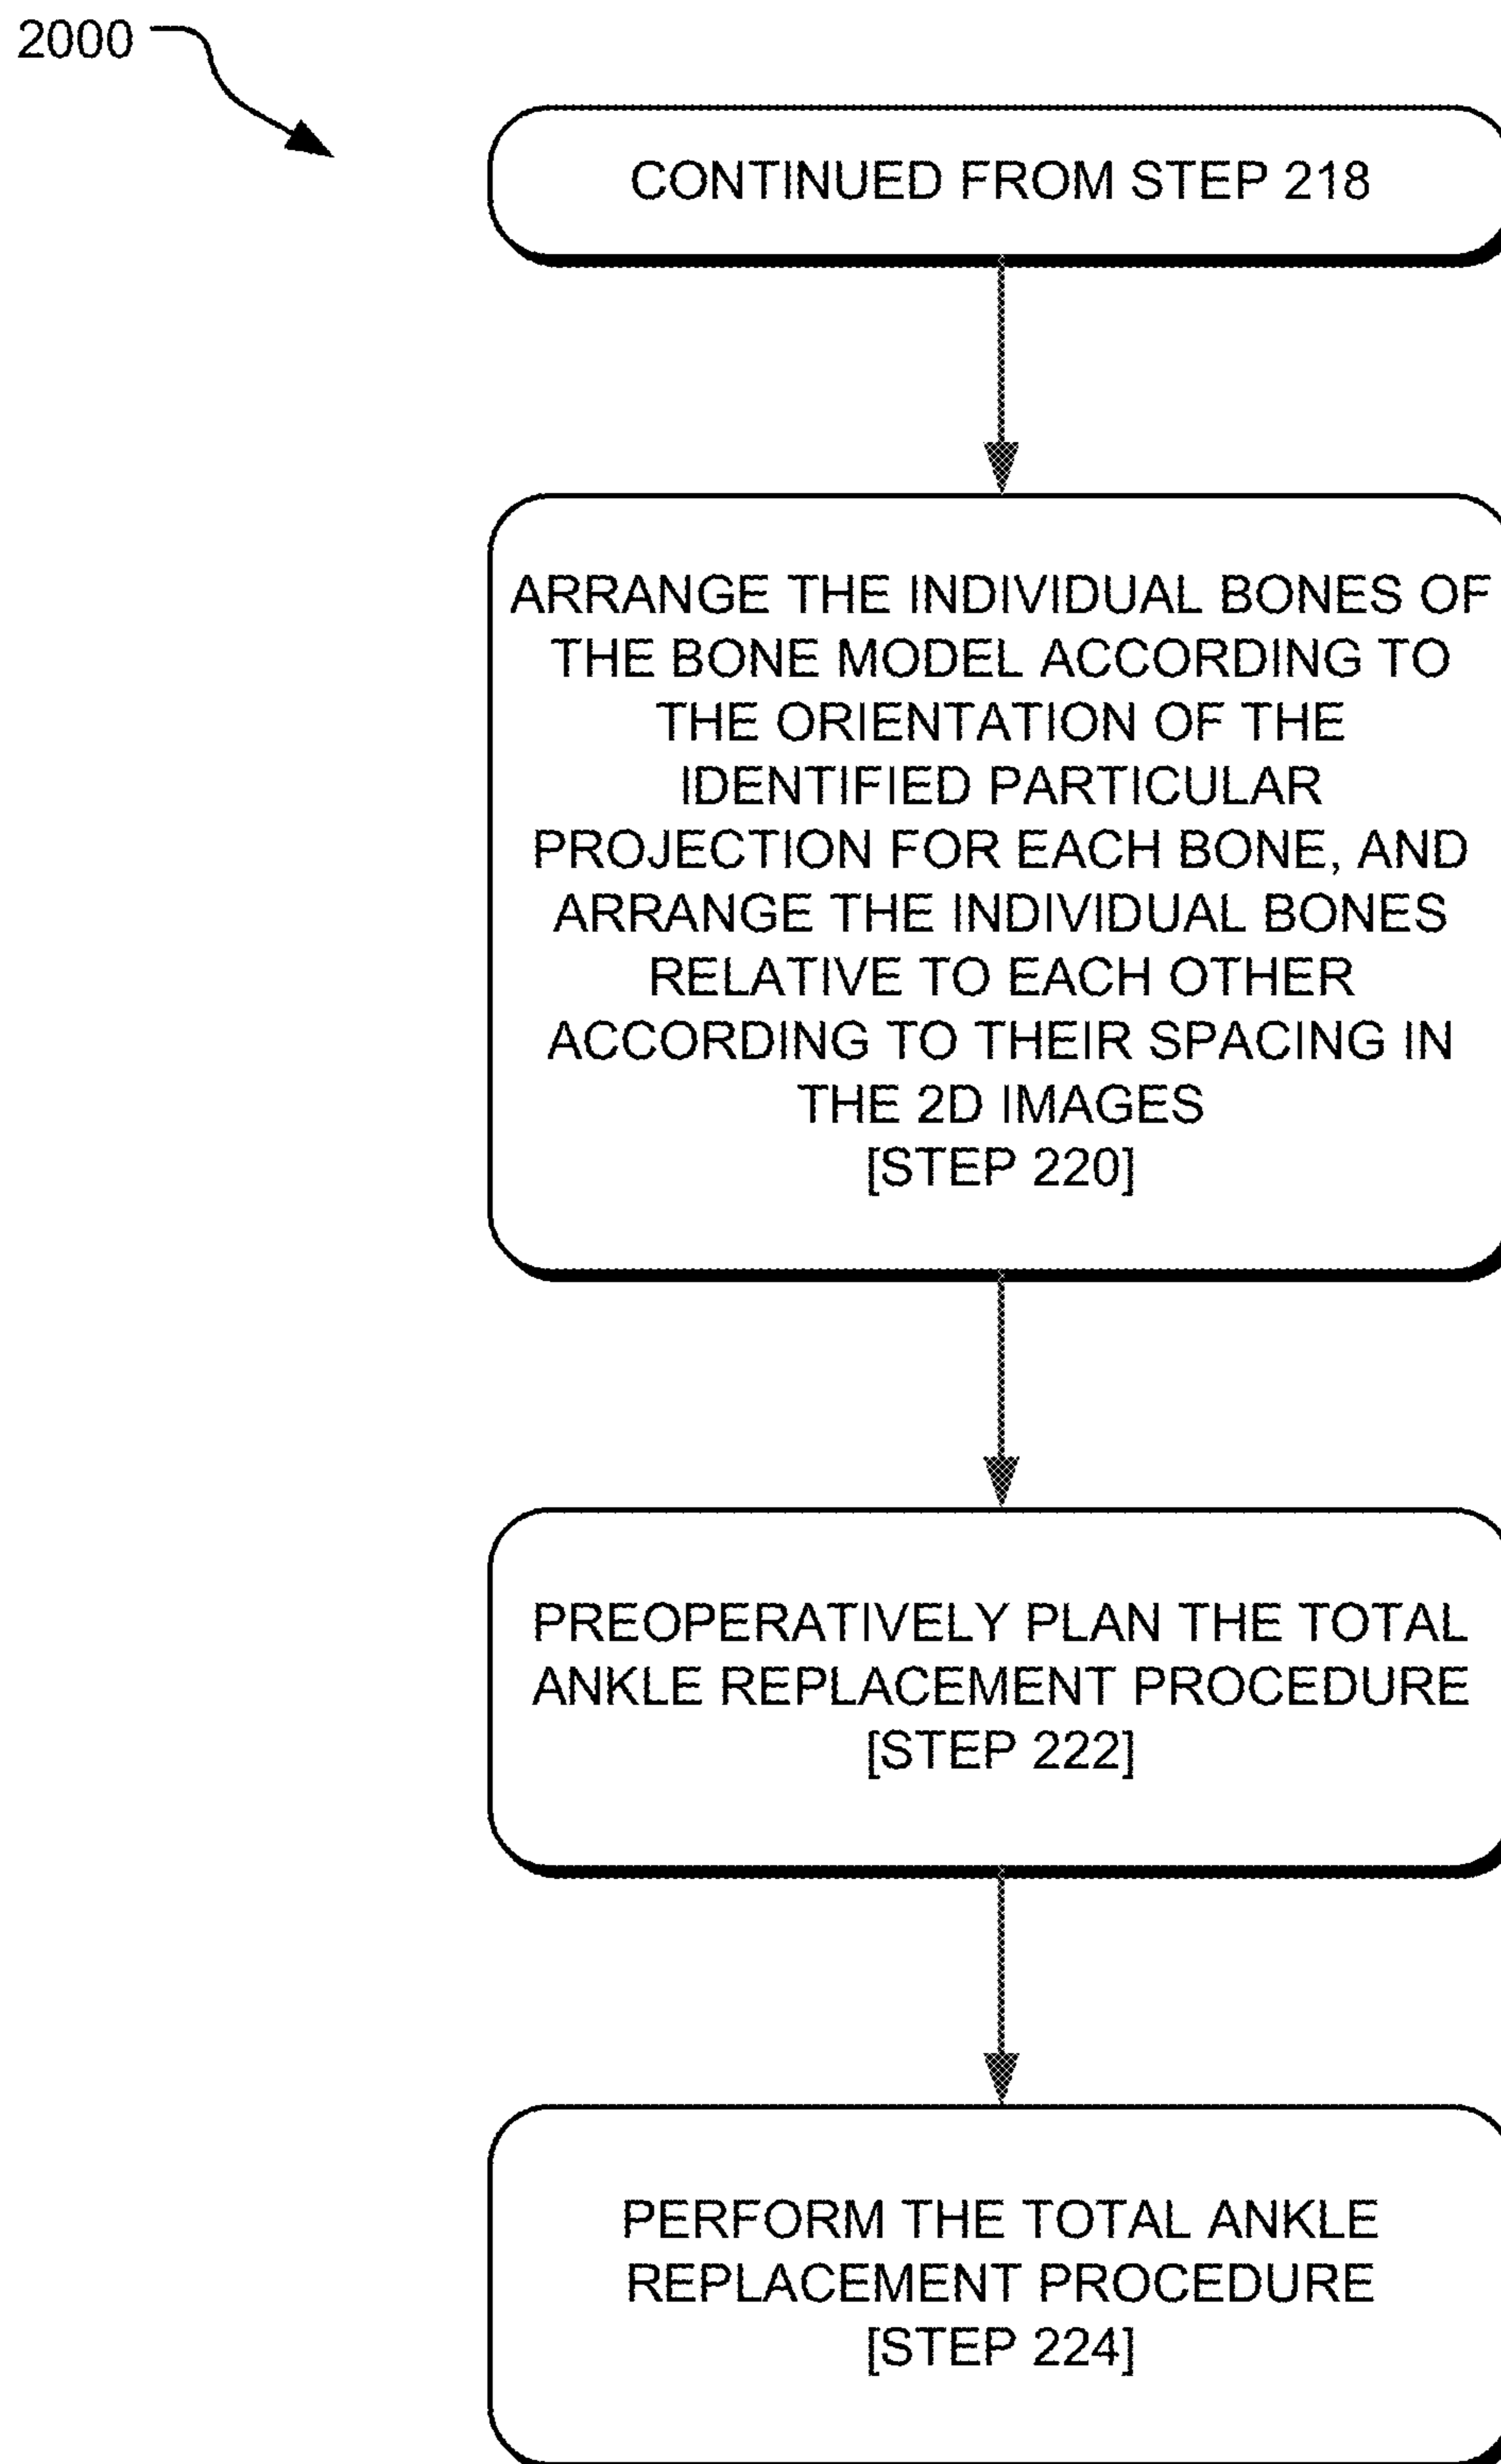 2000
CONTINUED FROM STEP 218
ARRANGE THE INDIVIDUAL BONES OF
THE BONE MODEL ACCORDING TO
THE ORIENTATION OF THE
IDENTIFIED PARTICULAR
PROJECTION FOR EACH BONE, AND
ARRANGE THE INDIVIDUAL BONES
RELATIVE TO EACH OTHER
ACCORDING TO THEIR SPACING IN
THE 2D IMAGES
[STEP 220]
PREOPERATIVELY PLAN THE TOTAL
ANKLE REPLACEMENT PROCEDURE
[STEP 222]
PERFORM THE TOTAL ANKLE
REPLACEMENT PROCEDURE
[STEP 224]